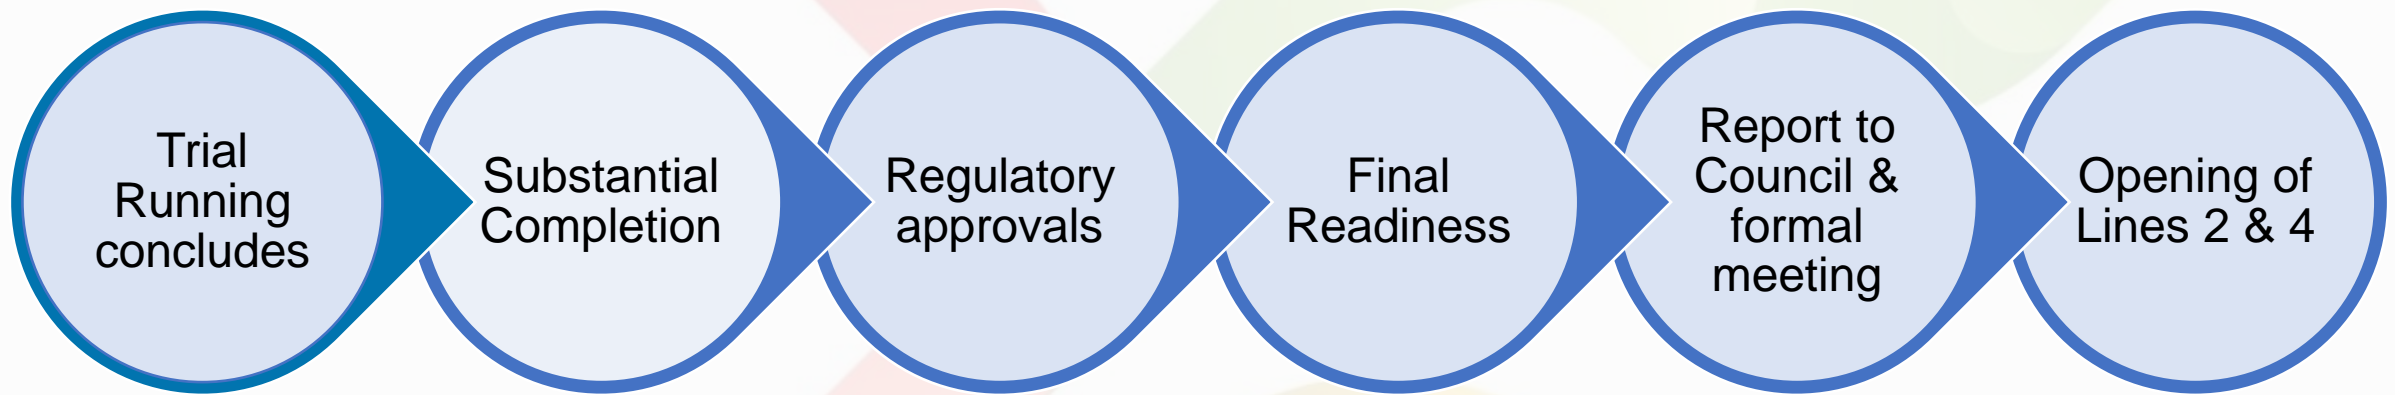 Trial
Running
concludes
Substantial
Completion
Regulatory
approvals
Final
Readiness
Report to
Council &
formal
meeting
Opening of
Lines 2 & 4